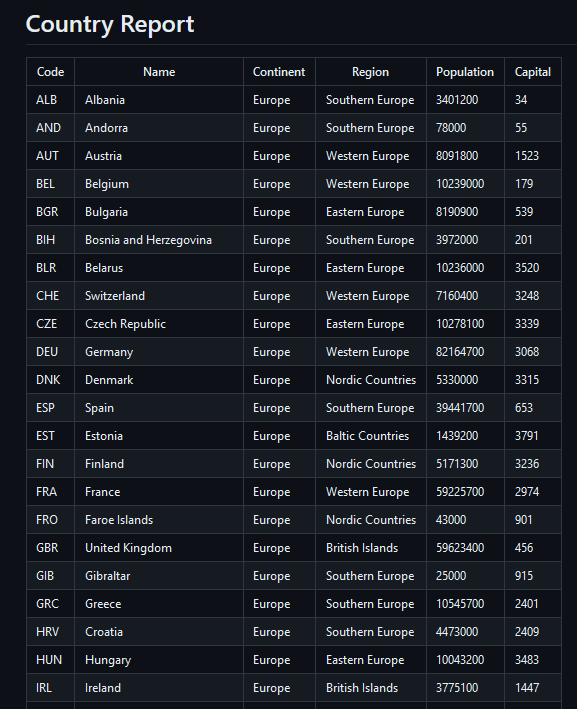 Country Report
Code Name Continent Region Population Capital
ALB Albania Europe Southern Europe 3401200 34
AND Andorra Europe Southern Europe 78000 55
AUT Austria Europe Western Europe 8091800 1523
BEL Belgium Europe Western Europe 10239000 179
BGR Bulgaria Europe Eastern Europe 8190900 539
BIH Bosnia and Herzegovina Europe Southern Europe 3972000 201
BLR Belarus Europe Eastern Europe 10236000 3520
CHE Switzerland Europe Western Europe 7160400 3248
CZE Czech Republic Europe Eastern Europe 10278100 3339
DEU Germany Europe Western Europe 82164700 3068
DNK Denmark Europe Nordic Countries 5330000 3315
ESP Spain Europe Southern Europe 39441700 653
EST Estonia Europe Baltic Countries 1439200 3791
FIN Finland Europe Nordic Countries 5171300 3236
FRA France Europe Western Europe 59225700 2974
FRO Faroe Islands Europe Nordic Countries 43000 901
GBR United Kingdom Europe British Islands 59623400 456
GIB Gibraltar Europe Southern Europe 25000 915
GRC Greece Europe Southern Europe 10545700 2401
HRV Croatia Europe Southern Europe 4473000 2409
HUN Hungary Europe Eastern Europe 10043200 3483
IRL Ireland Europe British Islands 3775100 1447